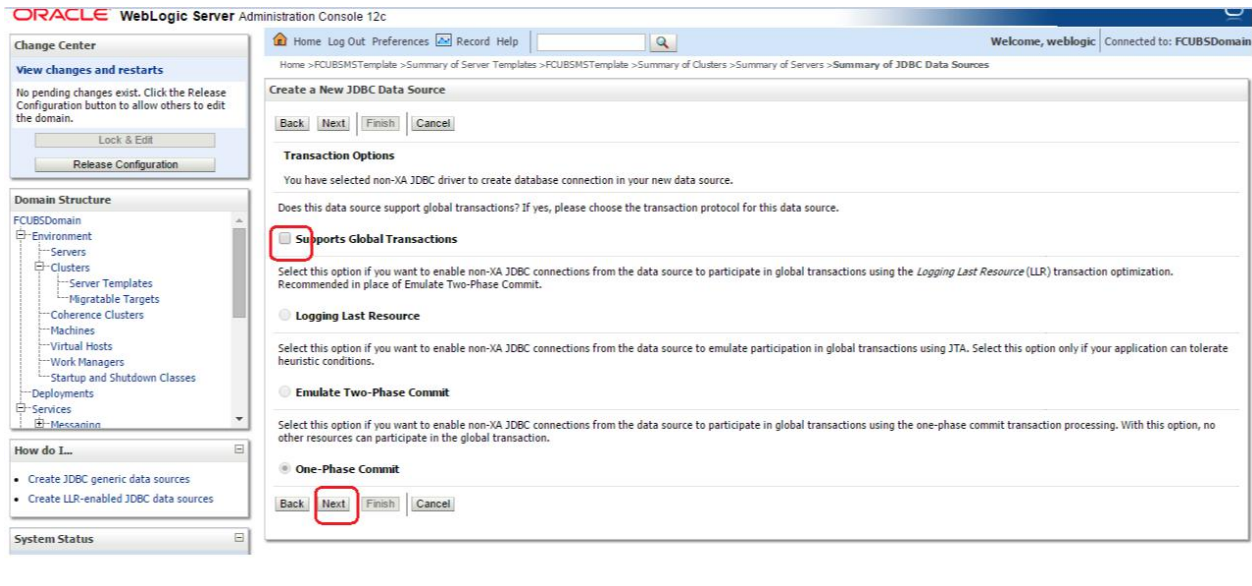 ORACLE WebLogic Server Administration Console 12c
Change Center
View changes and restarts
No pending changes exist. Click the Release
Configuration button to allow others to edit
the domain.
Lock & Edit
Release Configuration
Domain Structure
FCUBSDomain
Environment
Servers
Clusters
Server Templates
Migratable Targets
Coherence Clusters
Machines
Virtual Hosts
Work Managers
Startup and Shutdown Classes
Deployments
Services
Messaging
How do I...
Create JDBC generic data sources
Create LLR-enabled JDBC data sources
System Status
Home Log Out Preferences Record Help
Welcome, weblogic Connected to: FCUBSDomain
Home >FCUBSMSTemplate >Summary of Server Templates >FCUBSMSTemplate >Summary of Clusters >Summary of Servers >Summary of JDBC Data Sources
Create a New JDBC Data Source
Back Next Finish Cancel
Transaction Options
You have selected non-XA JDBC driver to create database connection in your new data source.
Does this data source support global transactions? If yes, please choose the transaction protocol for this data source.
Supports Global Transactions
Select this option if you want to enable non-XA JDBC connections from the data source to participate in global transactions using the Logging Last Resource (LLR) transaction optimization.
Recommended in place of Emulate Two-Phase Commit.
Logging Last Resource
Select this option if you want to enable non-XA JDBC connections from the data source to emulate participation in global transactions using JTA. Select this option only if your application can tolerate
heuristic conditions.
Emulate Two-Phase Commit
Select this option if you want to enable non-XA JDBC connections from the data source to participate in global transactions using the one-phase commit transaction processing. With this option, no
other resources can participate in the global transaction.
One-Phase Commit
Back Next Finish Cancel